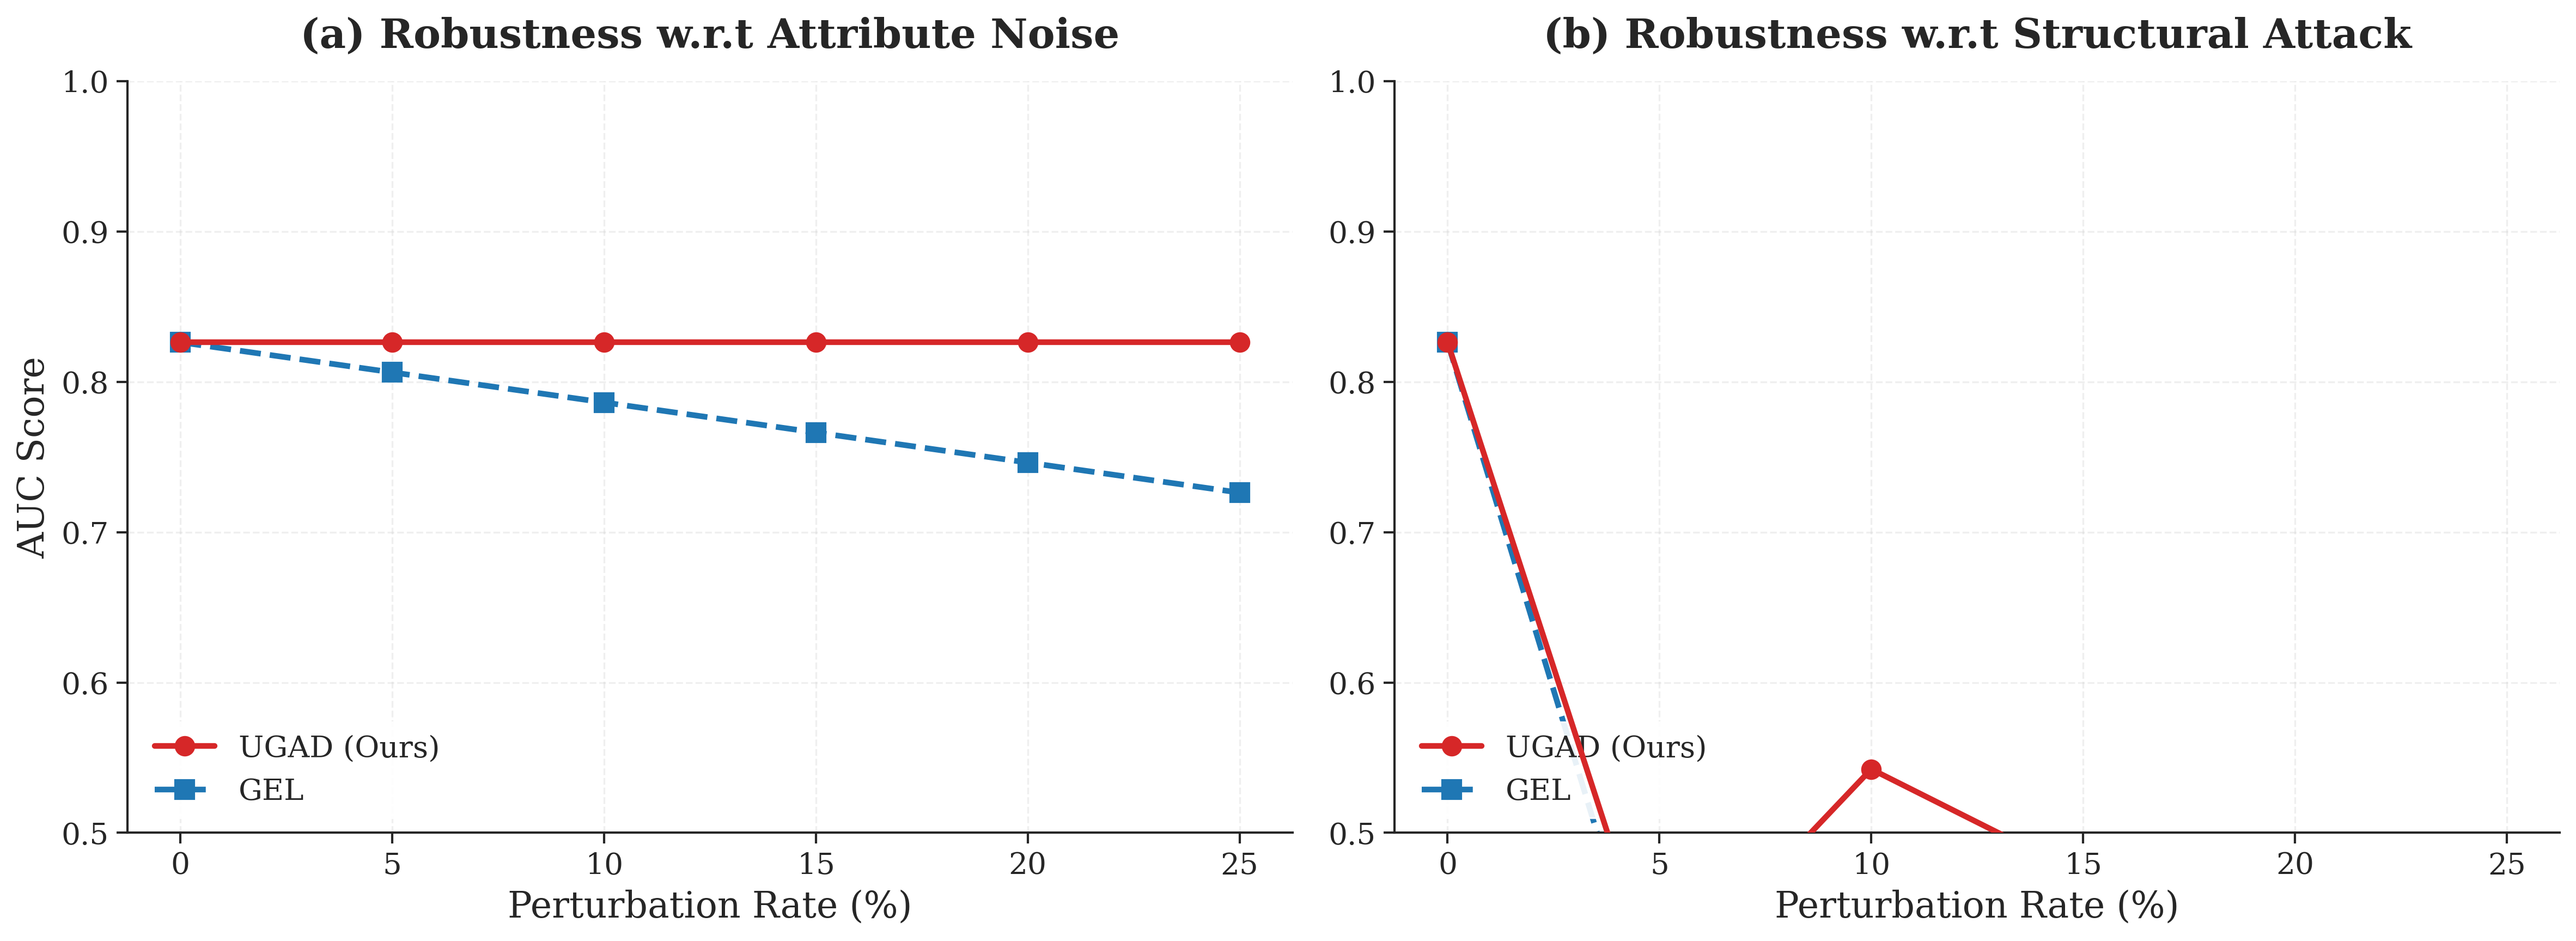 (a) Robustness w.r.t Attribute Noise
1.0
0.9
0.8
0.7
0.6
0.5
AUC Score
UGAD (Ours)
GEL
0 5 10 15 20 25
Perturbation Rate (%)
(b) Robustness w.r.t Structural Attack
1.0
0.9
0.8
0.7
0.6
0.5
UGAD (Ours)
GEL
0 5 10 15 20 25
Perturbation Rate (%)